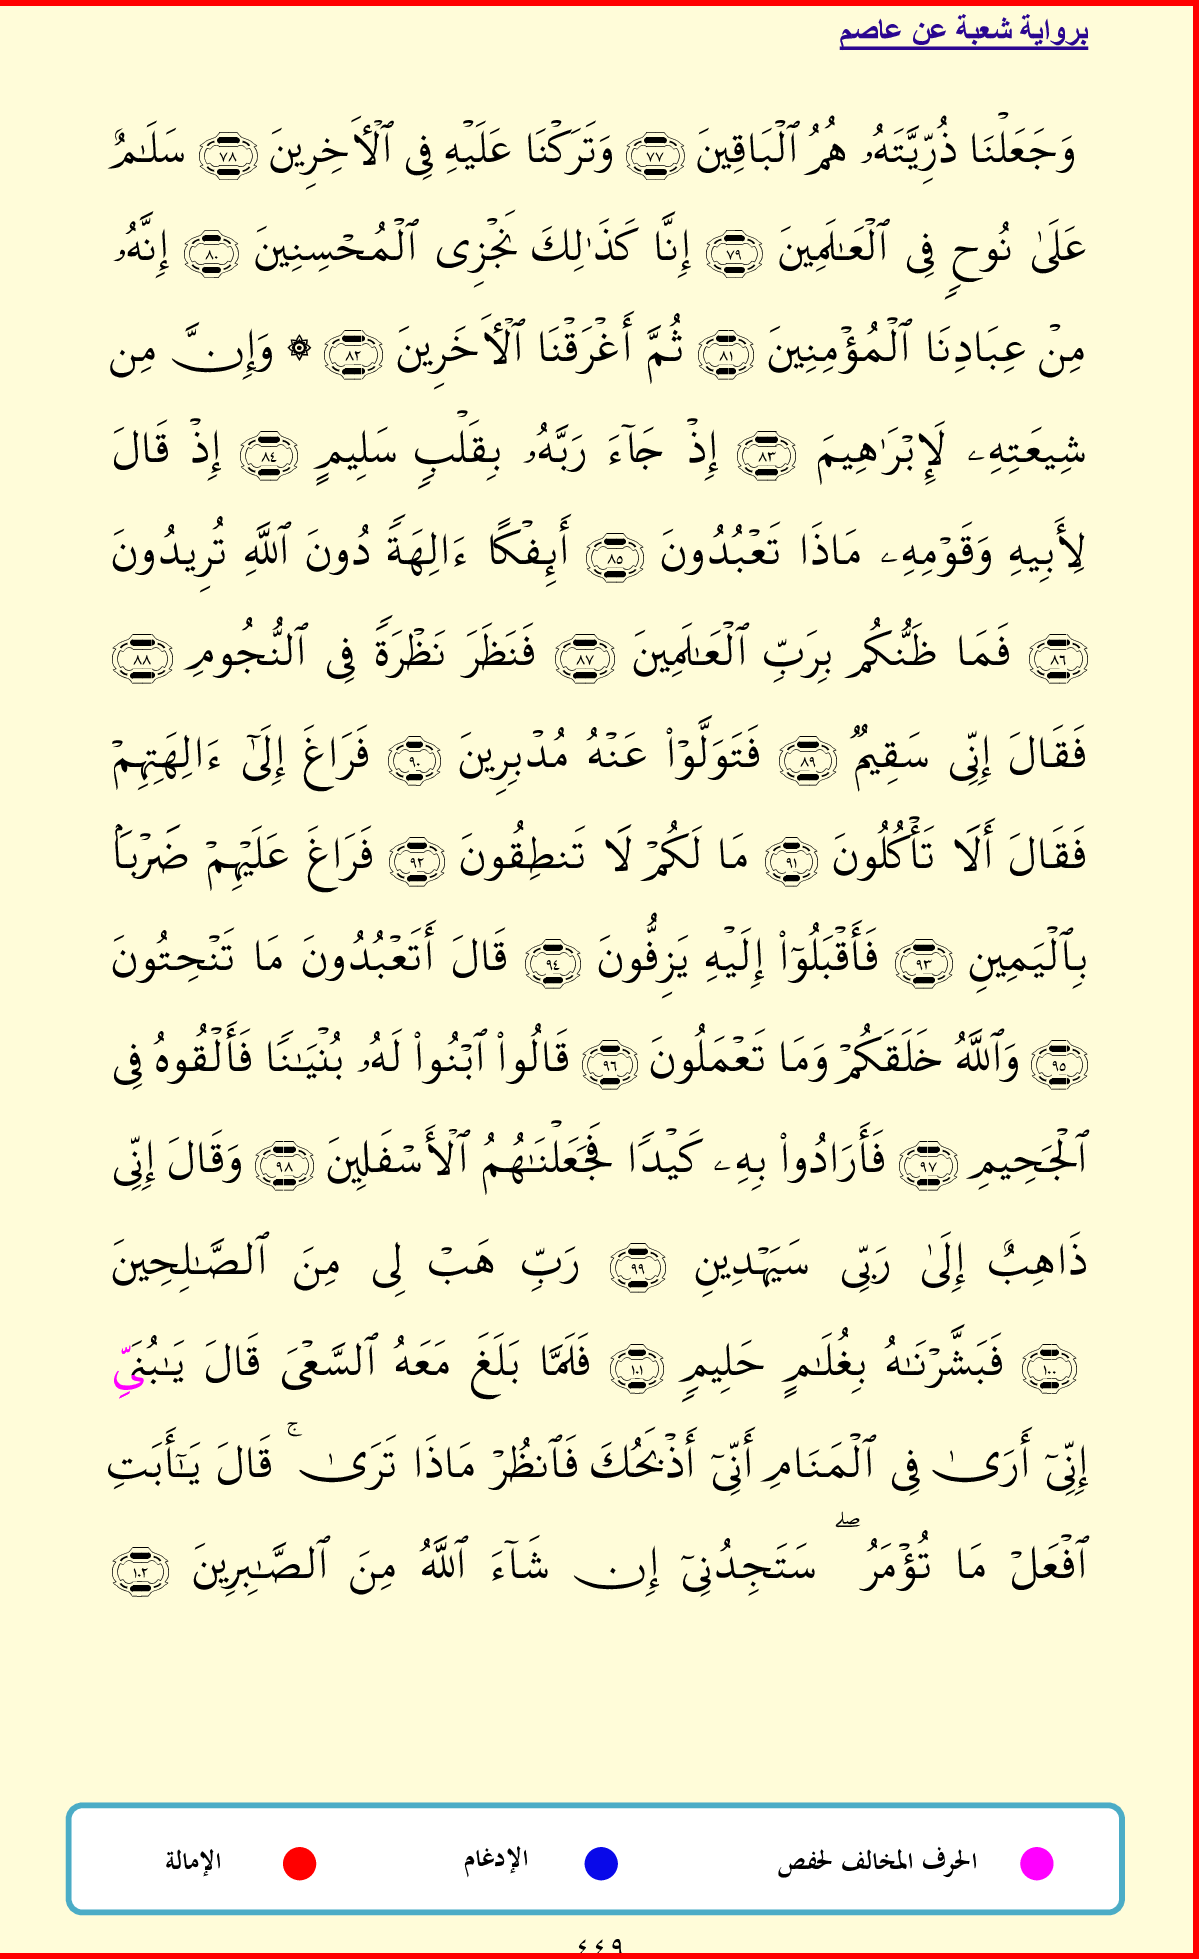 برواية شعبة عن عاصم
وَجَعَلْنَا ذُرِّيَّتَهُۥ هُمُ ٱلْبَاقِينَ ٧٧ وَتَرَكْنَا عَلَيْهِ فِى ٱلْأَخِرِينَ ٧٨ سَلَـٰمٌ
عَلَىٰ نُوحٍ فِى ٱلْعَـٰلَمِينَ ٧٩ إِنَّا كَذَٰلِكَ نَجْزِى ٱلْمُحْسِنِينَ ٨٠ إِنَّهُۥ
مِنْ عِبَادِنَا ٱلْمُؤْمِنِينَ ٨١ ثُمَّ أَغْرَقْنَا ٱلْأَخَرِينَ ٨٢ ۞ وَإِنَّ مِن
شِيعَتِهِۦ لَإِبْرَٰهِيمَ ٨٣ إِذْ جَآءَ رَبَّهُۥ بِقَلْبٍ سَلِيمٍ ٨٤ إِذْ قَالَ
لِأَبِيهِ وَقَوْمِهِۦ مَاذَا تَعْبُدُونَ ٨٥ أَئِفْكًا ءَالِهَةً دُونَ ٱللَّهِ تُرِيدُونَ
٨٦ فَمَا ظَنُّكُم بِرَبِّ ٱلْعَـٰلَمِينَ ٨٧ فَنَظَرَ نَظْرَةً فِى ٱلنُّجُومِ ٨٨
فَقَالَ إِنِّى سَقِيمٌ ٨٩ فَتَوَلَّوْا۟ عَنْهُ مُدْبِرِينَ ٩٠ فَرَاغَ إِلَىٰٓ ءَالِهَتِهِمْ
فَقَالَ أَلَا تَأْكُلُونَ ٩١ مَا لَكُمْ لَا تَنطِقُونَ ٩٢ فَرَاغَ عَلَيْهِمْ ضَرْبًۢا
بِٱلْيَمِينِ ٩٣ فَأَقْبَلُوٓا۟ إِلَيْهِ يَزِفُّونَ ٩٤ قَالَ أَتَعْبُدُونَ مَا تَنْحِتُونَ
٩٥ وَٱللَّهُ خَلَقَكُمْ وَمَا تَعْمَلُونَ ٩٦ قَالُوا۟ ٱبْنُوا۟ لَهُۥ بُنْيَـٰنًا فَأَلْقُوهُ فِى
ٱلْجَحِيمِ ٩٧ فَأَرَادُوا۟ بِهِۦ كَيْدًا فَجَعَلْنَـٰهُمُ ٱلْأَسْفَلِينَ ٩٨ وَقَالَ إِنِّى
ذَاهِبٌ إِلَىٰ رَبِّى سَيَهْدِينِ ٩٩ رَبِّ هَبْ لِى مِنَ ٱلصَّـٰلِحِينَ
١٠٠ فَبَشَّرْنَـٰهُ بِغُلَـٰمٍ حَلِيمٍ ١٠١ فَلَمَّا بَلَغَ مَعَهُ ٱلسَّعْىَ قَالَ يَـٰبُنَىِّ
إِنِّىٓ أَرَىٰ فِى ٱلْمَنَامِ أَنِّىٓ أَذْبَحُكَ فَٱنظُرْ مَاذَا تَرَىٰ ۚ قَالَ يَـٰٓأَبَتِ
ٱفْعَلْ مَا تُؤْمَرُ ۖ سَتَجِدُنِىٓ إِن شَآءَ ٱللَّهُ مِنَ ٱلصَّـٰبِرِينَ ١٠٢
الحرف المخالف لحفص الإدغام الإمالة
٤٤٩